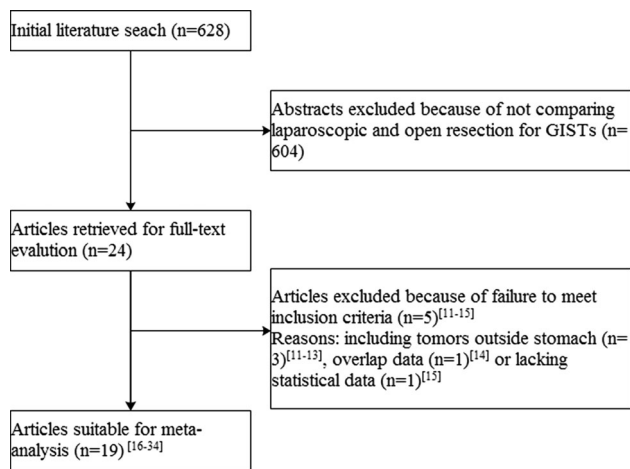 Initial literature seach (n=628)
Abstracts excluded because of not comparing
laparoscopic and open resection for GISTs (n=
604)
Articles retrieved for full-text
evalution (n=24)
Articles excluded because of failure to meet
inclusion criteria (n=5)[11-15]
Reasons: including tomors outside stomach (n=
3)[11-13], overlap data (n=1)[14] or lacking
statistical data (n=1)[15]
Articles suitable for meta-
analysis (n=19)[16-34]